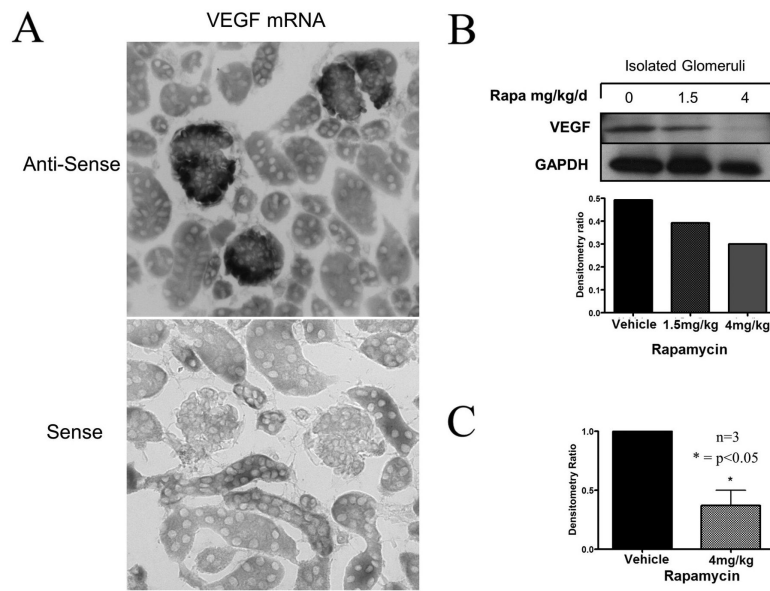 A
VEGF mRNA
Anti-Sense
Sense
B
Isolated Glomeruli
Rapa mg/kg/d 0 1.5 4
VEGF
GAPDH
Densitometry ratio
0.5
0.4
0.3
0.2
0.1
0.0
Vehicle 1.5mg/kg 4mg/kg
Rapamycin
C
Densitometry Ratio
1.0
0.5
0.0
n=3
* = p<0.05
*
Vehicle 4mg/kg
Rapamycin